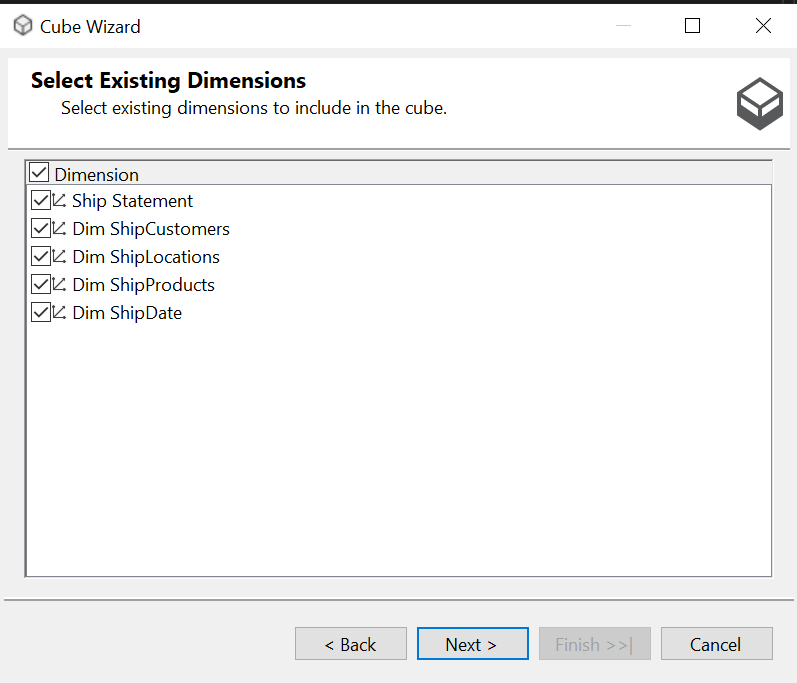 Cube Wizard
Select Existing Dimensions
Select existing dimensions to include in the cube.
Dimension
Ship Statement
Dim ShipCustomers
Dim ShipLocations
Dim ShipProducts
Dim ShipDate
< Back Next > Finish >>| Cancel